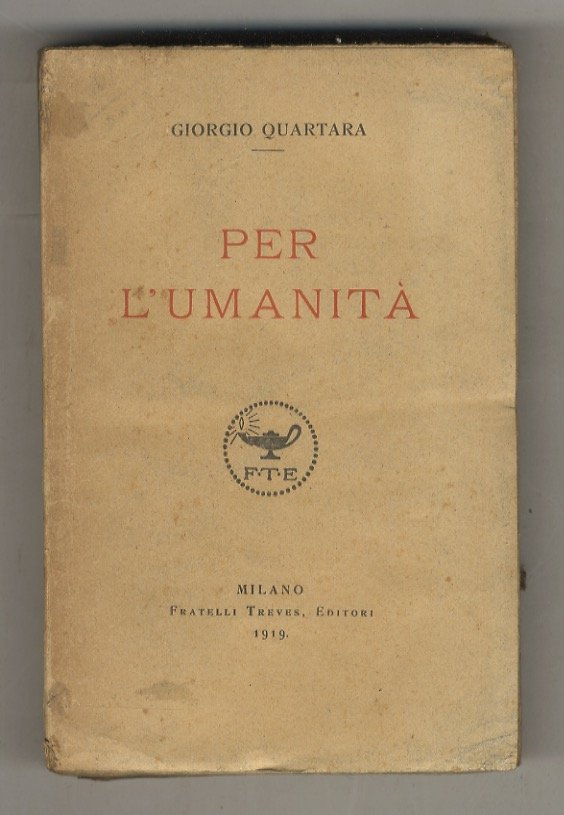 GIORGIO QUARTARA
PER
L'UMANITÀ
F·T·E
MILANO
FRATELLI TREVES, EDITORI
1919.